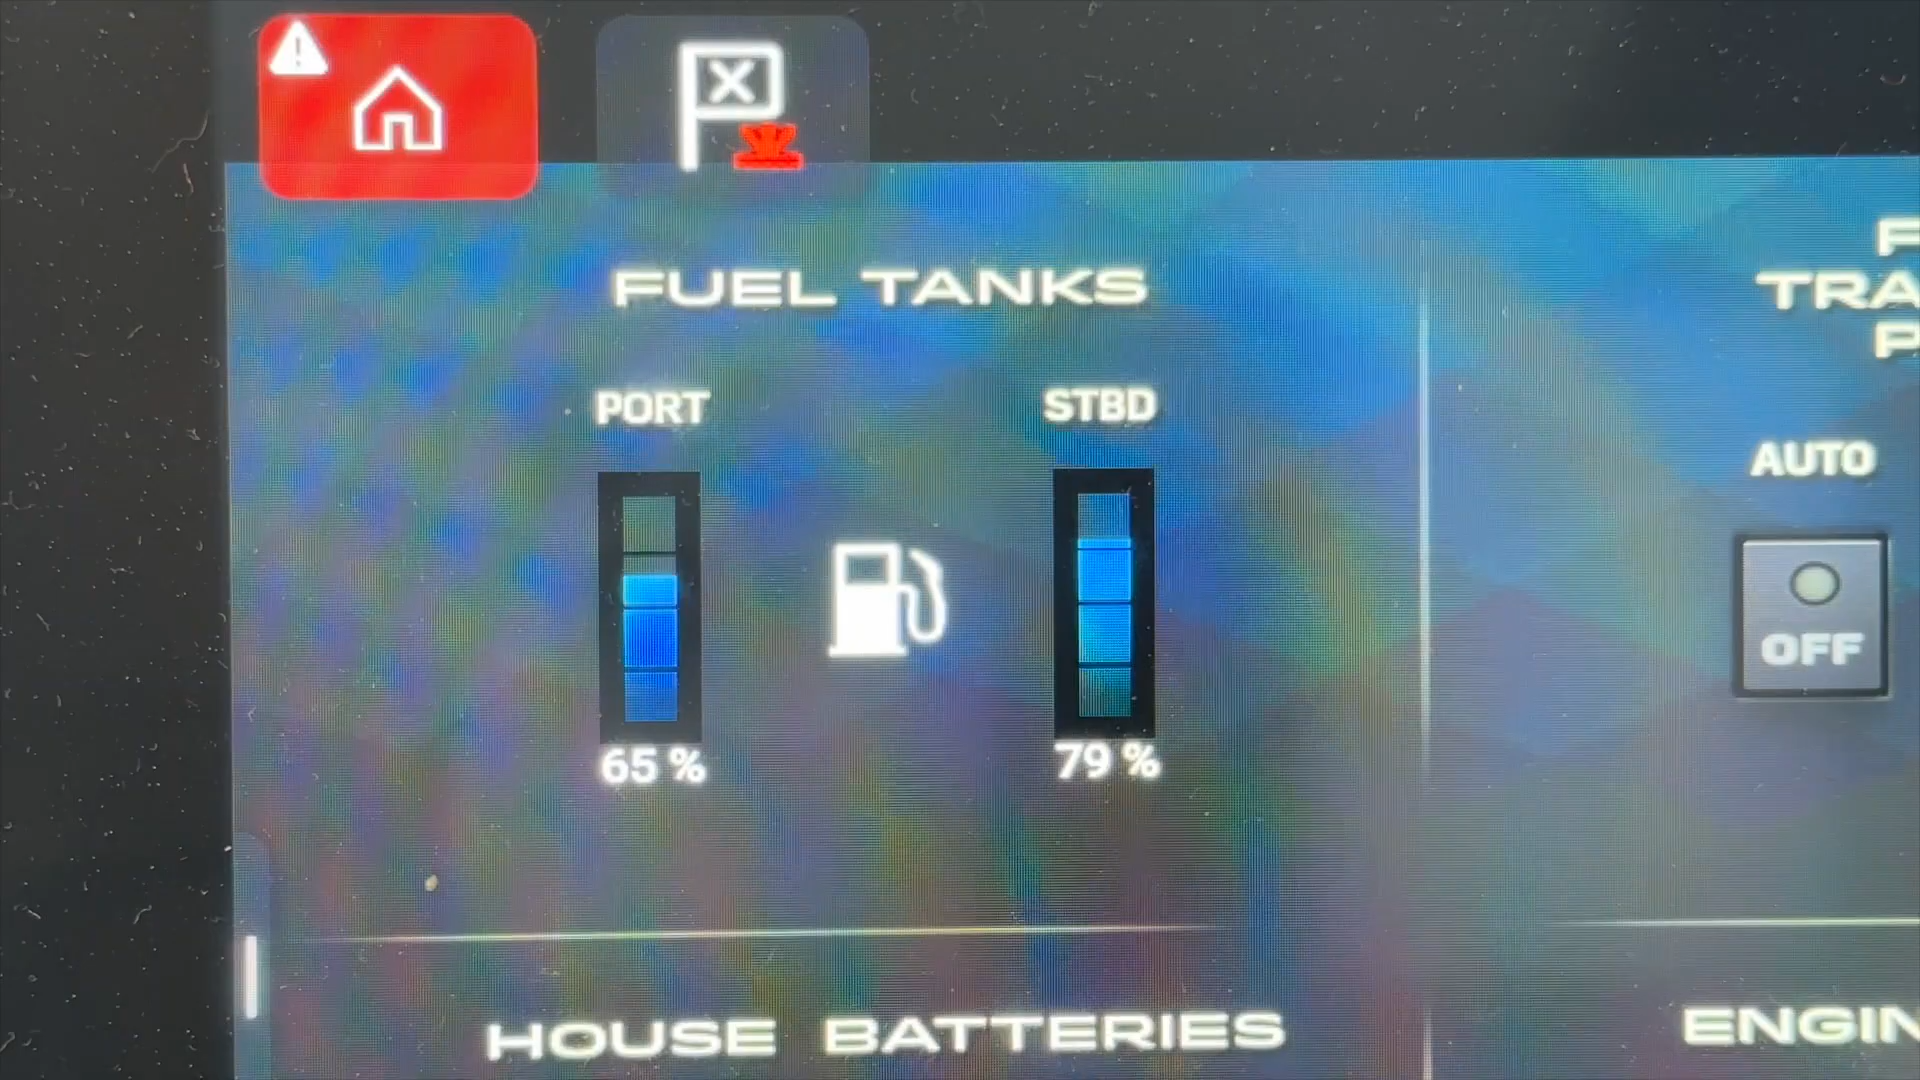 FUEL TANKS
PORT
STBD
65 %
79 %
AUTO
OFF
HOUSE BATTERIES